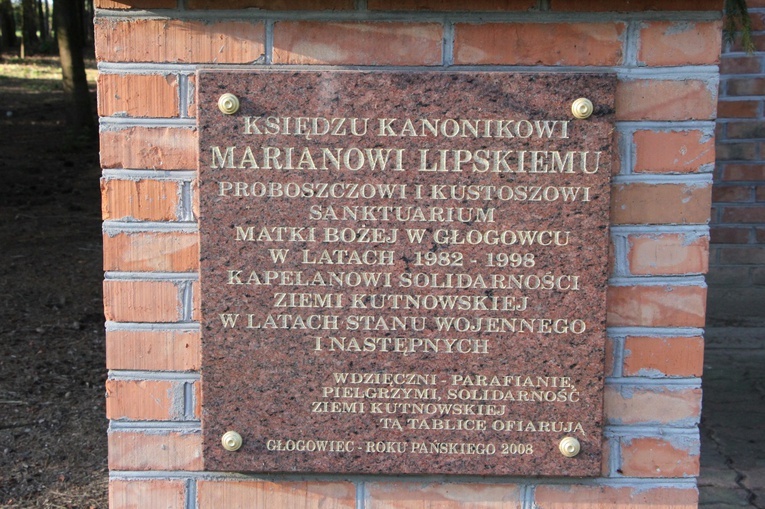 KSIĘDZU KANONIKOWI
MARIANOWI LIPSKIEMU
PROBOSZCZOWI I KUSTOSZOWI
SANKTUARIUM
MATKI BOŻEJ W GŁOGOWCU
W LATACH 1982 - 1998
KAPELANOWI SOLIDARNOŚCI
ZIEMI KUTNOWSKIEJ
W LATACH STANU WOJENNEGO
I NASTĘPNYCH
WDZIĘCZNI - PARAFIANIE,
PIELGRZYMI, SOLIDARNOŚĆ
ZIEMI KUTNOWSKIEJ
TĄ TABLICE OFIARUJĄ
GŁOGOWIEC - ROKU PAŃSKIEGO 2008